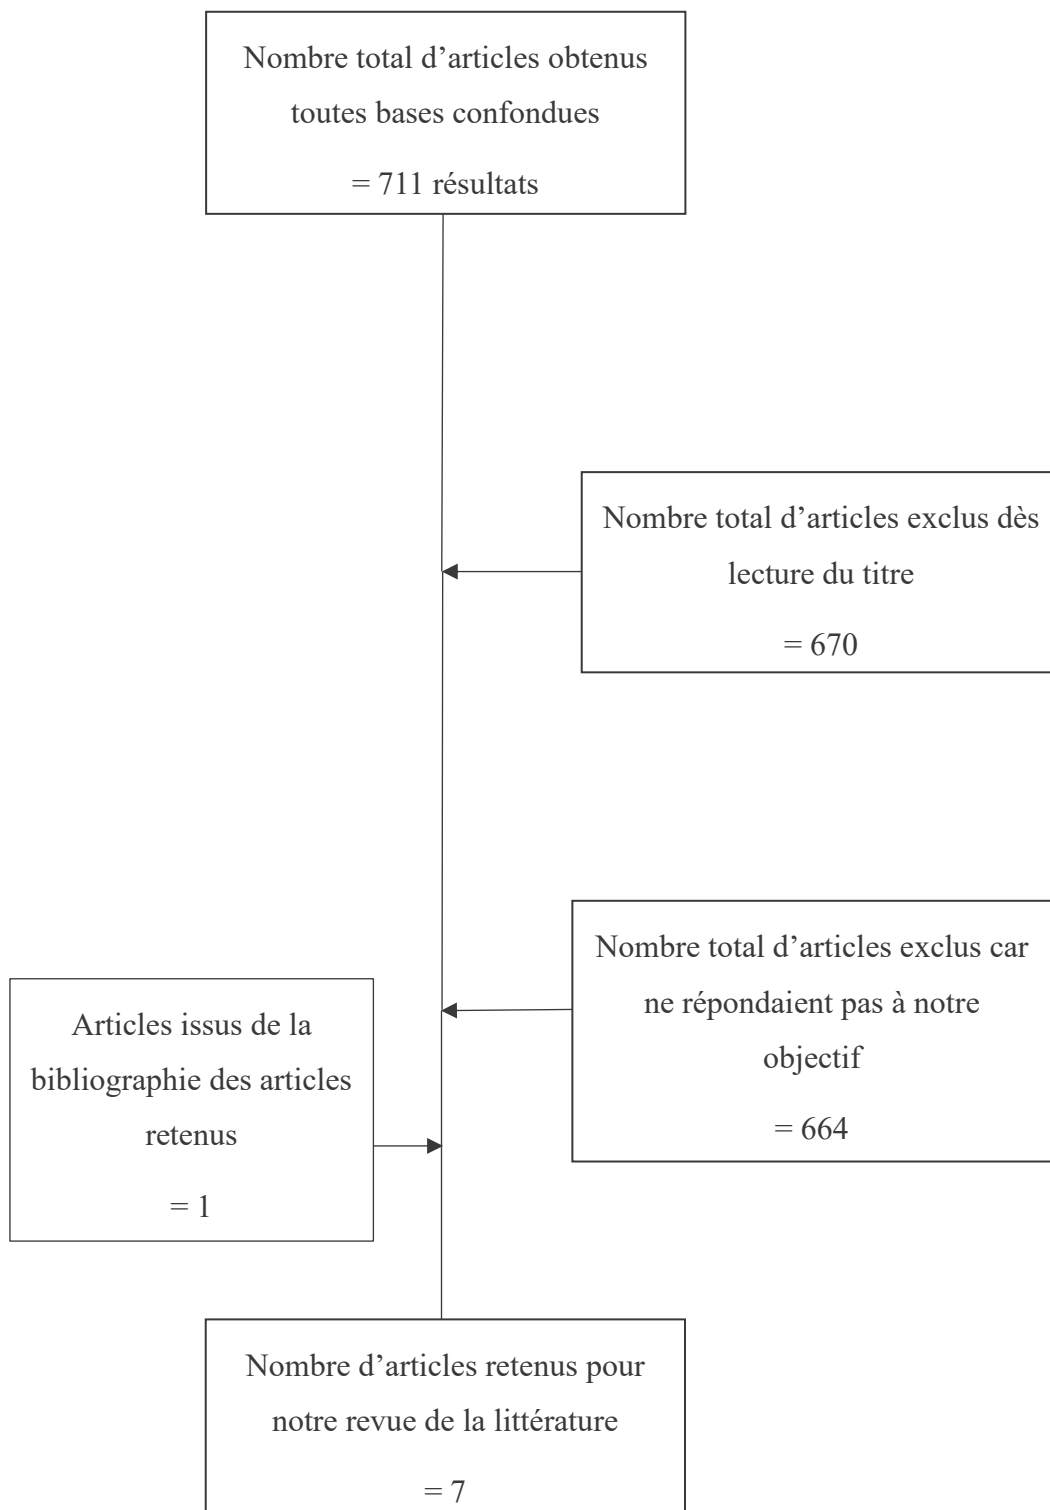 Nombre total d’articles obtenus
toutes bases confondues
= 711 résultats
Nombre total d’articles exclus dès
lecture du titre
= 670
Nombre total d’articles exclus car
ne répondaient pas à notre
objectif
= 664
Articles issus de la
bibliographie des articles
retenus
= 1
Nombre d’articles retenus pour
notre revue de la littérature
= 7